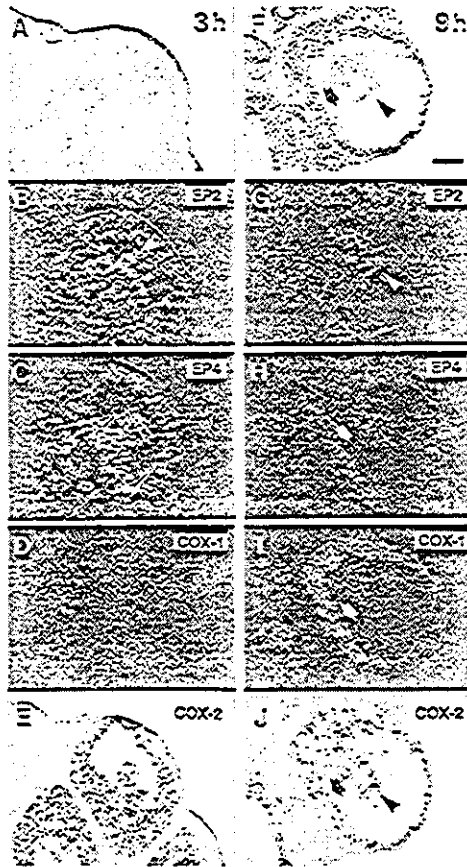 A 3h
F 9h
B EP2
G EP2
C EP4
H EP4
D COX-1
I COX-1
E COX-2
J COX-2